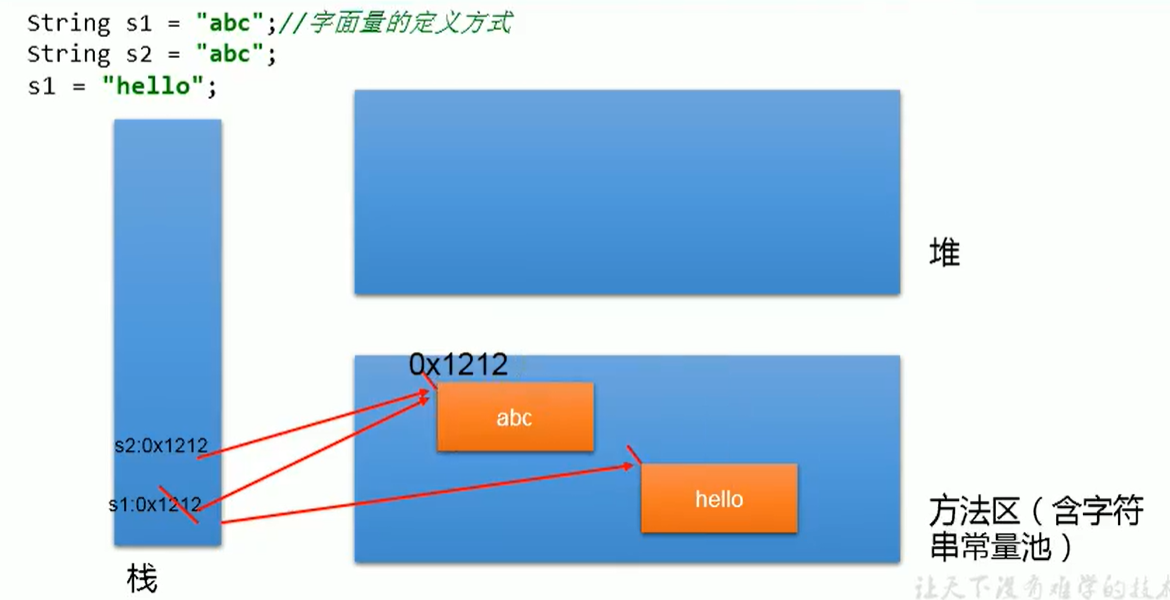 String s1 = "abc";//字面量的定义方式
String s2 = "abc";
s1 = "hello";
堆
0x1212
abc
s2:0x1212
s1:0x1212
hello
方法区（含字符
串常量池）
栈
让天下没有难学的技术